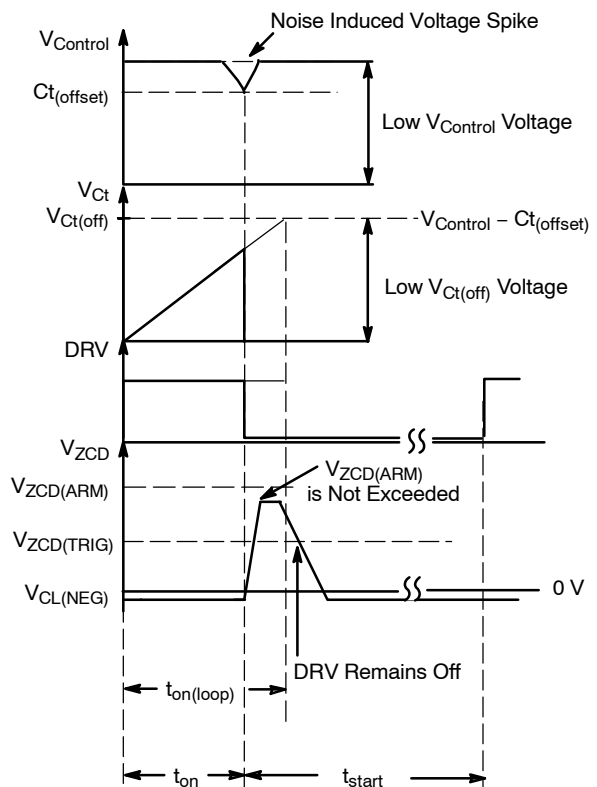 Noise Induced Voltage Spike
VControl
Ct(offset)
Low VControl Voltage
VCt
VCt(off)
VControl − Ct(offset)
Low VCt(off) Voltage
DRV
VZCD
VZCD(ARM)
VZCD(ARM)
is Not Exceeded
VZCD(TRIG)
VCL(NEG)
0 V
DRV Remains Off
ton(loop)
ton
tstart